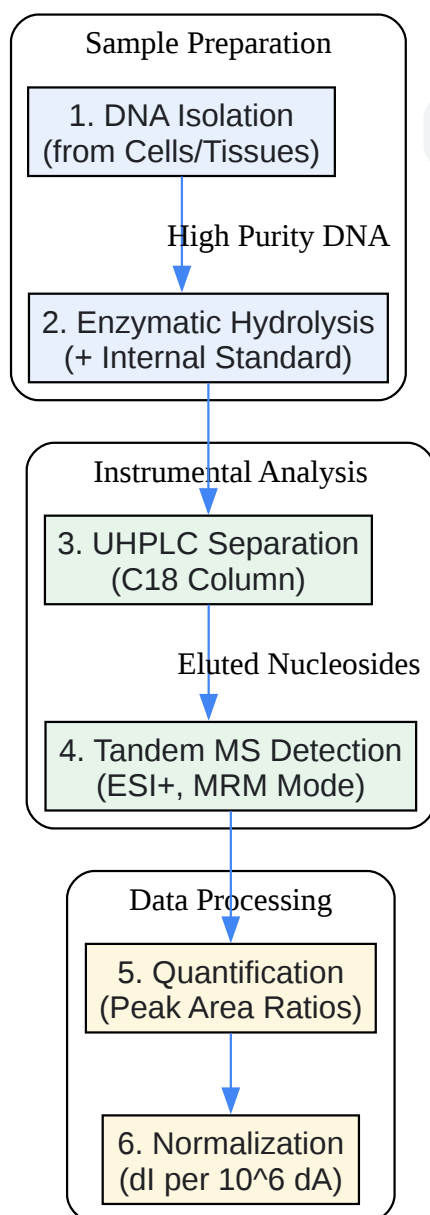 Sample Preparation
1. DNA Isolation
(from Cells/Tissues)
High Purity DNA
2. Enzymatic Hydrolysis
(+ Internal Standard)
Instrumental Analysis
3. UHPLC Separation
(C18 Column)
Eluted Nucleosides
4. Tandem MS Detection
(ESI+, MRM Mode)
Data Processing
5. Quantification
(Peak Area Ratios)
6. Normalization
(dI per 10^6 dA)